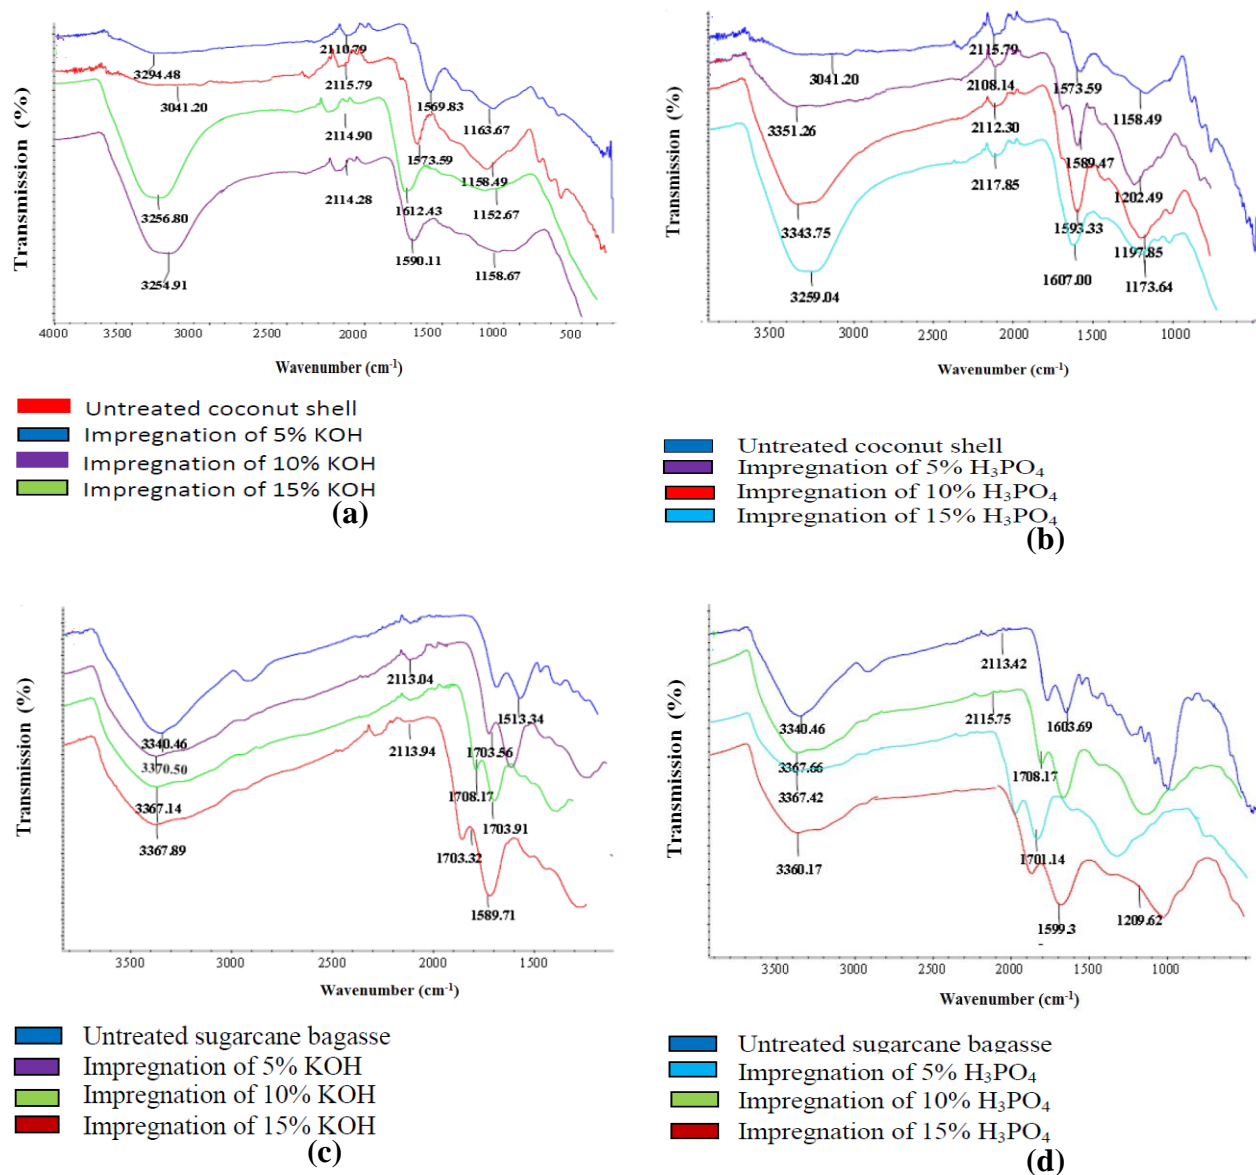 Transmission (%)
2110.79
3294.48
2115.79
3041.20
1569.83
1163.67
2114.90
1573.59
1158.49
3256.80
2114.28
1612.43
1152.67
3254.91
1590.11
1158.67
4000 3500 3000 2500 2000 1500 1000 500
Wavenumber (cm⁻¹)
Untreated coconut shell
Impregnation of 5% KOH
Impregnation of 10% KOH
Impregnation of 15% KOH
(a)
Transmission (%)
2115.79
3041.20
2108.14
1573.59
1158.49
3351.26
2112.30
1589.47
2117.85
1202.49
3343.75
1593.33
1197.85
3259.04
1607.00
1173.64
3500 3000 2500 2000 1500 1000
Wavenumber (cm⁻¹)
Untreated coconut shell
Impregnation of 5% H₃PO₄
Impregnation of 10% H₃PO₄
Impregnation of 15% H₃PO₄
(b)
Transmission (%)
2113.04
1513.34
3340.46
2113.94
1703.56
3370.50
3367.14
1708.17
1703.91
3367.89
1703.32
1589.71
3500 3000 2500 2000 1500
Wavenumber (cm⁻¹)
Untreated sugarcane bagasse
Impregnation of 5% KOH
Impregnation of 10% KOH
Impregnation of 15% KOH
(c)
Transmission (%)
2113.42
2115.75
3340.46
1603.69
3367.66
1708.17
3367.42
3360.17
1701.14
1599.3
1209.62
3500 3000 2500 2000 1500 1000
Wavenumber (cm⁻¹)
Untreated sugarcane bagasse
Impregnation of 5% H₃PO₄
Impregnation of 10% H₃PO₄
Impregnation of 15% H₃PO₄
(d)